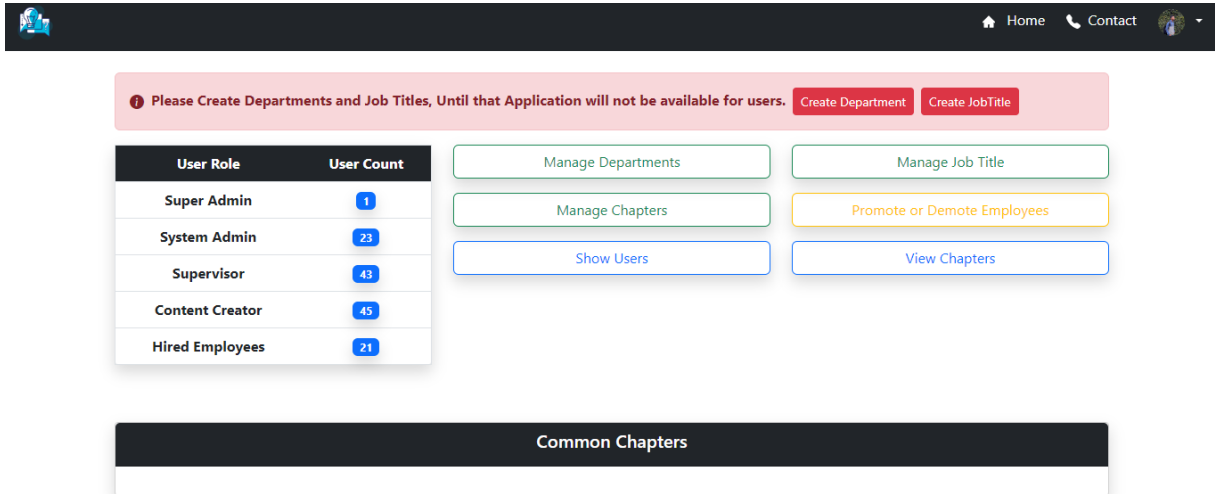 Home Contact
Please Create Departments and Job Titles, Until that Application will not be available for users. Create Department Create JobTitle
User Role User Count
Super Admin 1
System Admin 23
Supervisor 43
Content Creator 45
Hired Employees 21
Manage Departments Manage Job Title
Manage Chapters Promote or Demote Employees
Show Users View Chapters
Common Chapters